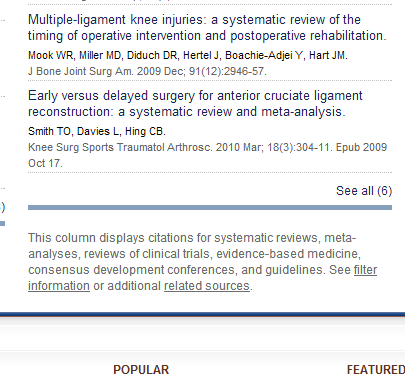 Multiple-ligament knee injuries: a systematic review of the
timing of operative intervention and postoperative rehabilitation.
Mook WR, Miller MD, Diduch DR, Hertel J, Boachie-Adjei Y, Hart JM.
J Bone Joint Surg Am. 2009 Dec; 91(12):2946-57.
Early versus delayed surgery for anterior cruciate ligament
reconstruction: a systematic review and meta-analysis.
Smith TO, Davies L, Hing CB.
Knee Surg Sports Traumatol Arthrosc. 2010 Mar; 18(3):304-11. Epub 2009
Oct 17.
See all (6)
This column displays citations for systematic reviews, meta-
analyses, reviews of clinical trials, evidence-based medicine,
consensus development conferences, and guidelines. See filter
information or additional related sources.
POPULAR
FEATURED